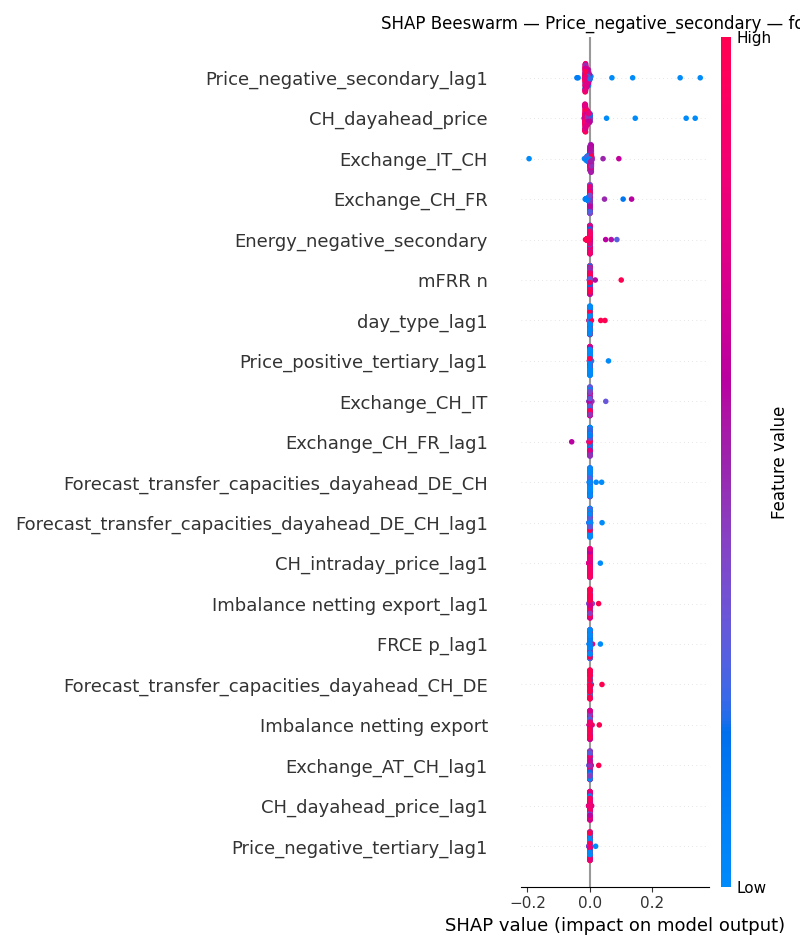 SHAP Beeswarm — Price_negative_secondary — fo
High
Price_negative_secondary_lag1
CH_dayahead_price
Exchange_IT_CH
Exchange_CH_FR
Energy_negative_secondary
mFRR n
day_type_lag1
Price_positive_tertiary_lag1
Exchange_CH_IT
Exchange_CH_FR_lag1
Forecast_transfer_capacities_dayahead_DE_CH
Forecast_transfer_capacities_dayahead_DE_CH_lag1
CH_intraday_price_lag1
Imbalance netting export_lag1
FRCE p_lag1
Forecast_transfer_capacities_dayahead_CH_DE
Imbalance netting export
Exchange_AT_CH_lag1
CH_dayahead_price_lag1
Price_negative_tertiary_lag1
Feature value
Low
−0.2 0.0 0.2
SHAP value (impact on model output)